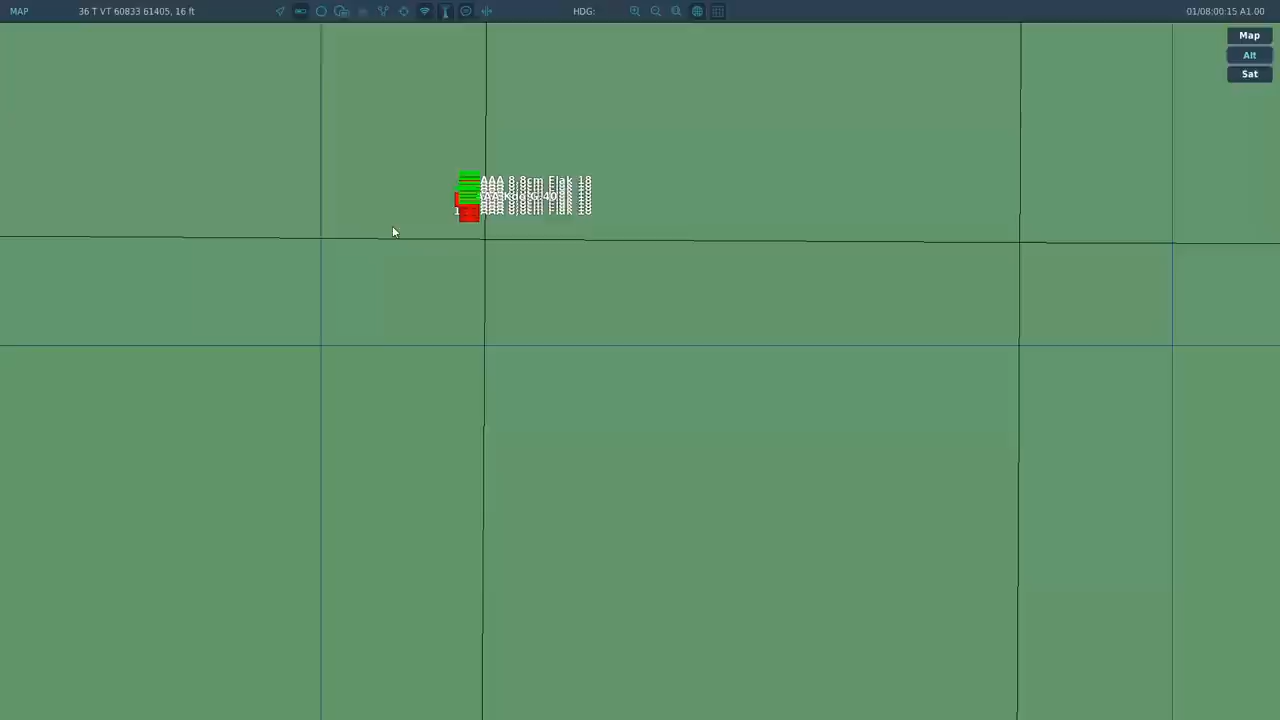 MAP 36 T VT 60833 61405, 16 ft HDG: 01/08:00:15 A1.00
Map
Alt
Sat
AAA 8,8cm Flak 18
AAA 8,8cm Flak 18